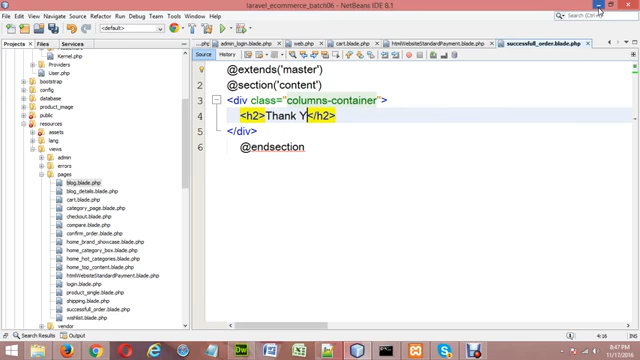 laravel_ecommerce_batch06 - NetBeans IDE 8.1
File Edit View Navigate Source Refactor Run Debug Team Tools Window Help
Search (Ctrl+I)
<default>
Projects Files Services
...php admin_login.blade.php web.php cart.blade.php htmlWebsiteStandardPayment.blade.php successful_order.blade.php
Source History
Kernel.php
Providers
User.php
bootstrap
config
database
product_image
public
resources
assets
lang
views
admin
errors
pages
blog.blade.php
blog_details.blade.php
cart.blade.php
category_page.blade.php
checkout.blade.php
compare.blade.php
confirm_order.blade.php
home_brand_showcase.blade.php
home_category_box.blade.php
home_top_content.blade.php
htmlWebsiteStandardPayment.blade.php
login.blade.php
product_single.blade.php
shipping.blade.php
successful_order.blade.php
wishlist.blade.php
vendor
@extends('master')
@section('content')
3 <div class="columns-container">
4 <h2>Thank Y</h2>
5 </div>
6 @endsection
Search Results Output
4:16 INS
8:47 PM
11/17/2016